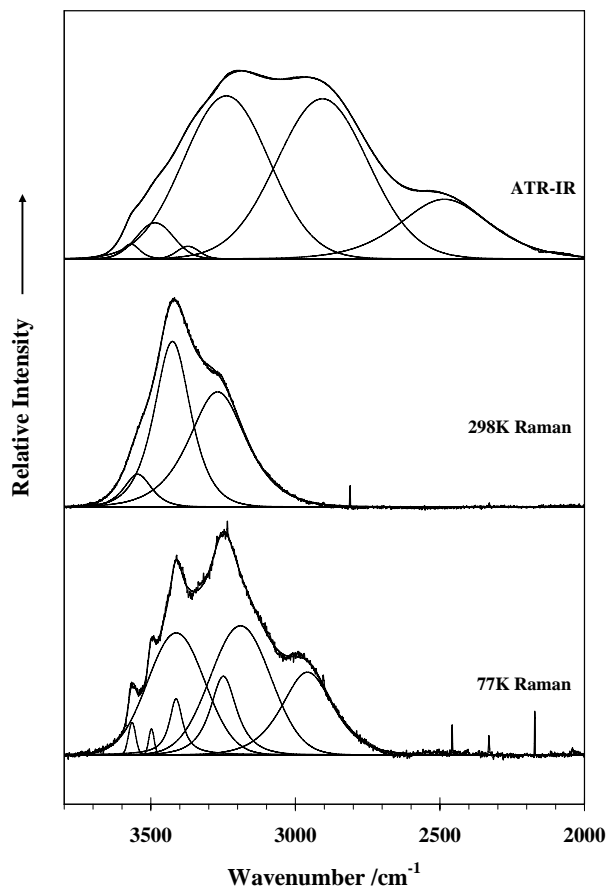 ATR-IR
298K Raman
77K Raman
Relative Intensity
3500 3000 2500 2000
Wavenumber /cm⁻¹